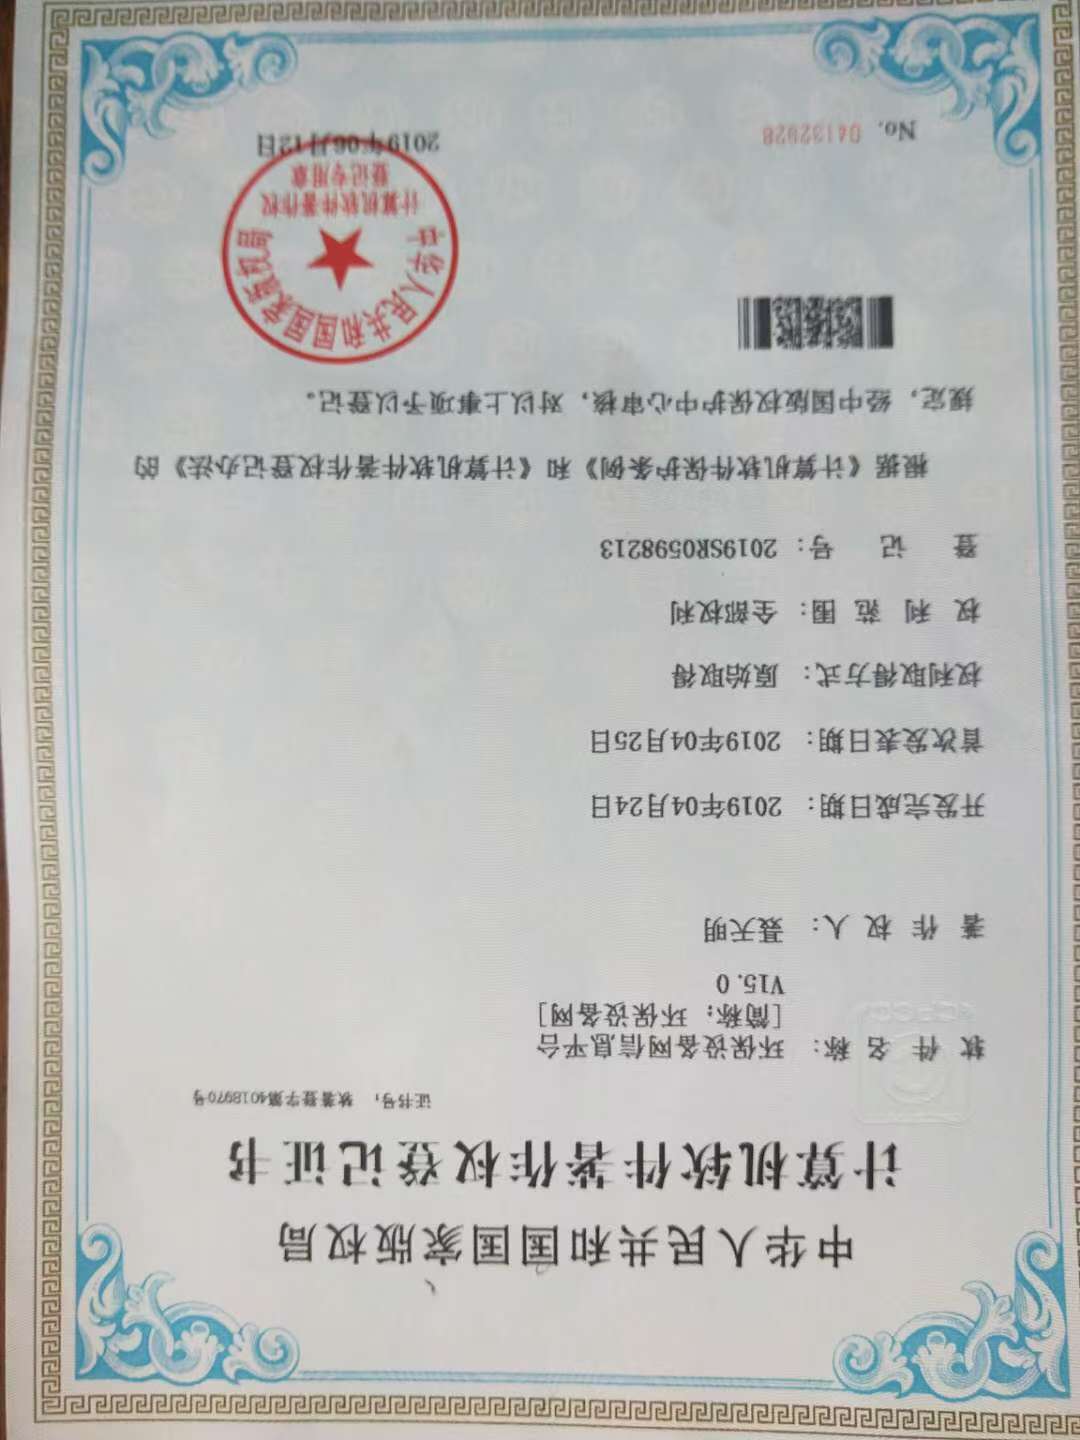 中华人民共和国国家版权局
计算机软件著作权登记证书
证书号： 软著登字第4018970号
软件名称： 环保设备网信息平台
[简称：环保设备网]
V15.0
著作权人： 聂天明
开发完成日期： 2019年04月24日
首次发表日期： 2019年04月25日
权利取得方式： 原始取得
权利范围： 全部权利
登记号： 2019SR0598213
根据《计算机软件保护条例》和《计算机软件著作权登记办法》的
规定，经中国版权保护中心审核，对以上事项予以登记。
中华人民共和国国家版权局
计算机软件著作权
登记专用章
No. 04132928
2019年06月12日